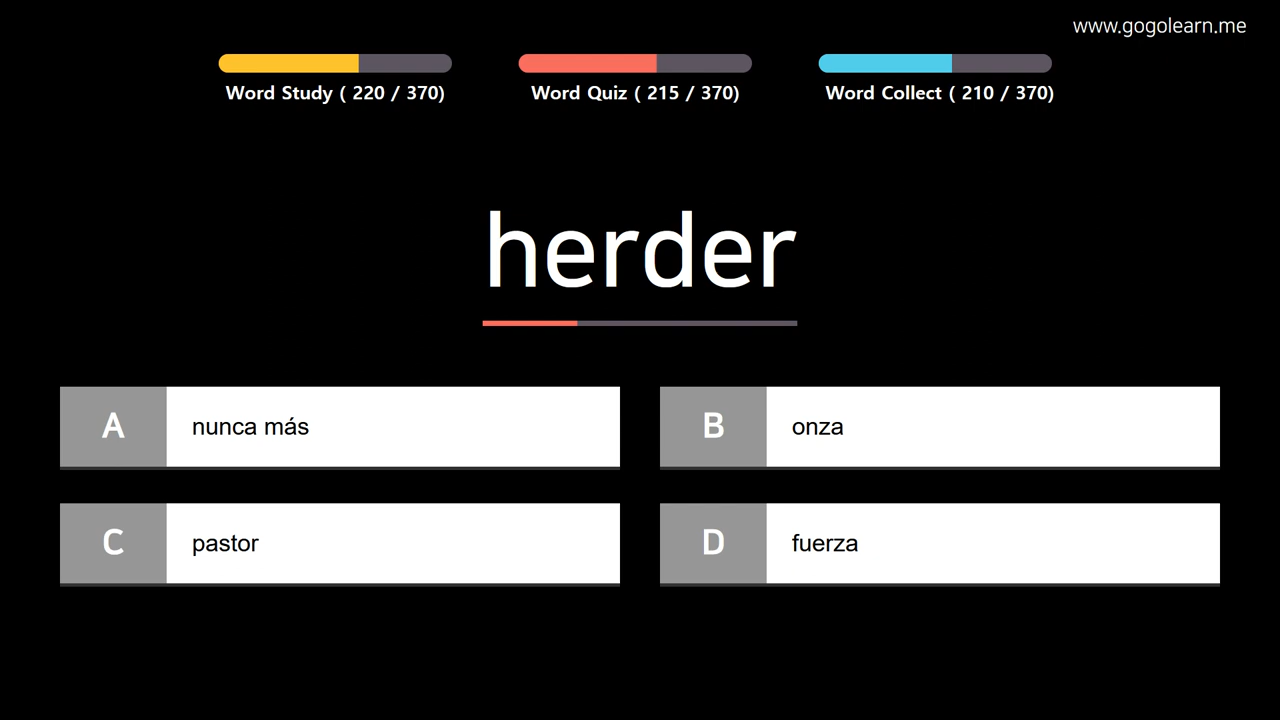 www.gogolearn.me
Word Study ( 220 / 370)
Word Quiz ( 215 / 370)
Word Collect ( 210 / 370)
herder
A
nunca más
B
onza
C
pastor
D
fuerza